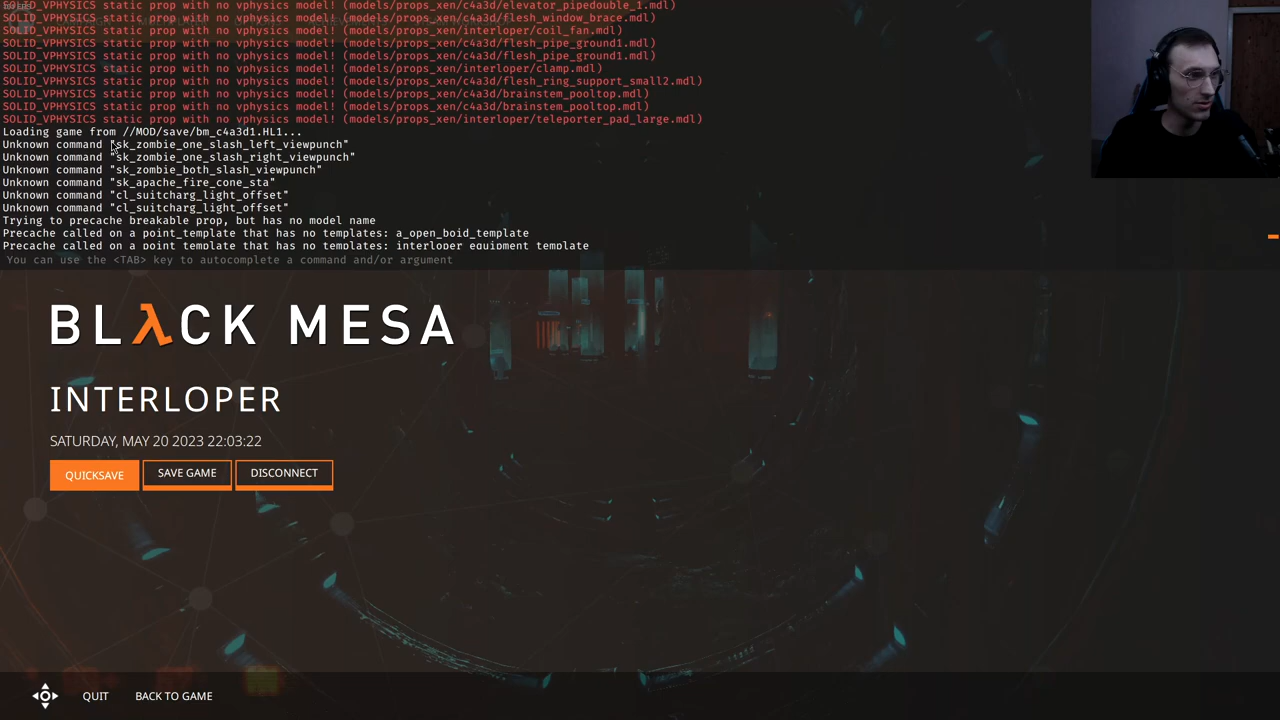 SOLID_VPHYSICS static prop with no vphysics model! (models/props_xen/c4a3d/elevator_pipedouble_1.mdl)
SOLID_VPHYSICS static prop with no vphysics model! (models/props_xen/c4a3d/flesh_window_brace.mdl)
SOLID_VPHYSICS static prop with no vphysics model! (models/props_xen/interloper/coil_fan.mdl)
SOLID_VPHYSICS static prop with no vphysics model! (models/props_xen/c4a3d/flesh_pipe_ground1.mdl)
SOLID_VPHYSICS static prop with no vphysics model! (models/props_xen/c4a3d/flesh_pipe_ground1.mdl)
SOLID_VPHYSICS static prop with no vphysics model! (models/props_xen/interloper/clamp.mdl)
SOLID_VPHYSICS static prop with no vphysics model! (models/props_xen/c4a3d/flesh_ring_support_small2.mdl)
SOLID_VPHYSICS static prop with no vphysics model! (models/props_xen/c4a3d/brainstem_pooltop.mdl)
SOLID_VPHYSICS static prop with no vphysics model! (models/props_xen/c4a3d/brainstem_pooltop.mdl)
SOLID_VPHYSICS static prop with no vphysics model! (models/props_xen/interloper/teleporter_pad_large.mdl)
Loading game from //MOD/save/bm_c4a3d1.HL1...
Unknown command "sk_zombie_one_slash_left_viewpunch"
Unknown command "sk_zombie_one_slash_right_viewpunch"
Unknown command "sk_zombie_both_slash_viewpunch"
Unknown command "sk_apache_fire_cone_sta"
Unknown command "cl_suitcharg_light_offset"
Unknown command "cl_suitcharg_light_offset"
Trying to precache breakable prop, but has no model name
Precache called on a point_template that has no templates: a_open_boid_template
Precache called on a point_template that has no templates: interloper_equipment_template
You can use the <TAB> key to autocomplete a command and/or argument
BLλCK MESA
INTERLOPER
SATURDAY, MAY 20 2023 22:03:22
QUICKSAVE SAVE GAME DISCONNECT
QUIT BACK TO GAME